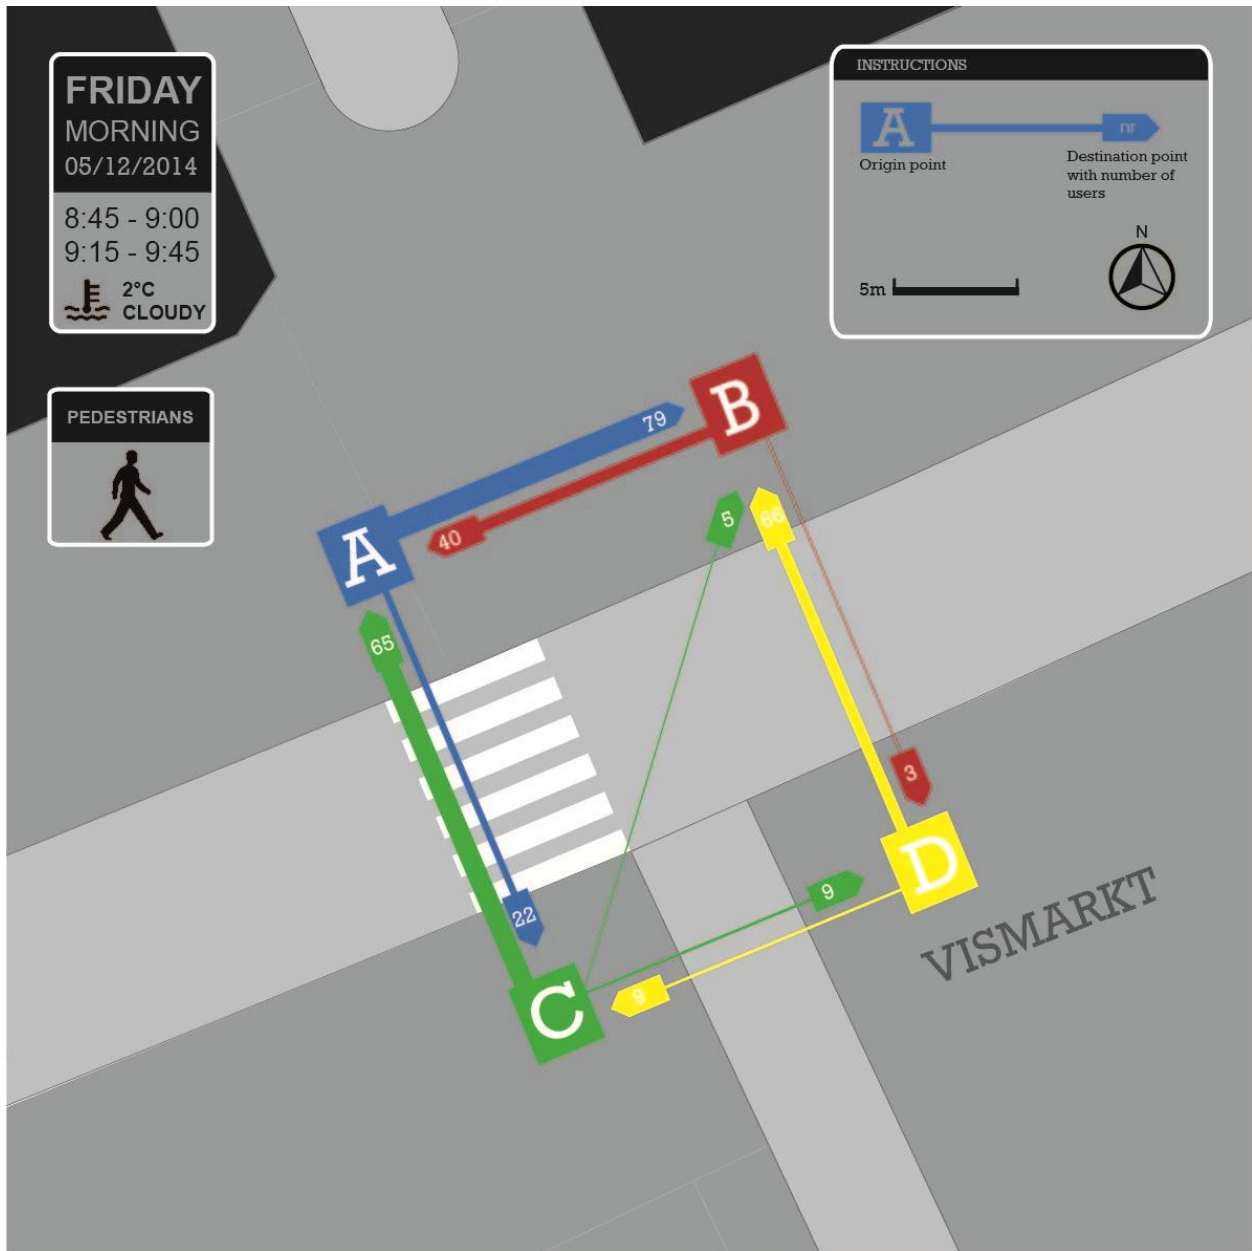 FRIDAY
MORNING
05/12/2014
8:45 - 9:00
9:15 - 9:45
2°C
CLOUDY
PEDESTRIANS
INSTRUCTIONS
A
nr
Origin point
Destination point
with number of
users
N
5m
B
79
40
A
5
66
65
3
22
D
9
9
C
VISMARKT